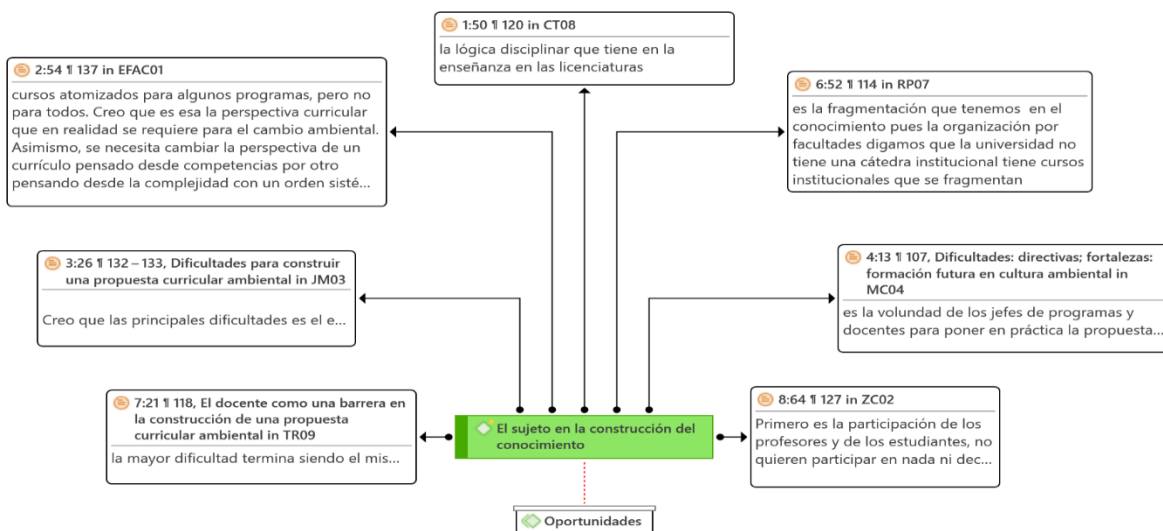 1:50 ¶ 120 in CT08
la lógica disciplinar que tiene en la
enseñanza en las licenciaturas
2:54 ¶ 137 in EFAC01
cursos atomizados para algunos programas, pero no
para todos. Creo que es esa la perspectiva curricular
que en realidad se requiere para el cambio ambiental.
Asimismo, se necesita cambiar la perspectiva de un
currículo pensado desde competencias por otro
pensando desde la complejidad con un orden sisté...
6:52 ¶ 114 in RP07
es la fragmentación que tenemos en el
conocimiento pues la organización por
facultades digamos que la universidad no
tiene una cátedra institucional tiene cursos
institucionales que se fragmentan
3:26 ¶ 132 – 133, Dificultades para construir
una propuesta curricular ambiental in JM03
Creo que las principales dificultades es el e...
4:13 ¶ 107, Dificultades: directivas; fortalezas:
formación futura en cultura ambiental in
MC04
es la volundad de los jefes de programas y
docentes para poner en práctica la propuesta...
7:21 ¶ 118, El docente como una barrera en
la construcción de una propuesta
curricular ambiental in TR09
la mayor dificultad termina siendo el mis...
El sujeto en la construcción del
conocimiento
8:64 ¶ 127 in ZC02
Primero es la participación de los
profesores y de los estudiantes, no
quieren participar en nada ni dec...
Oportunidades